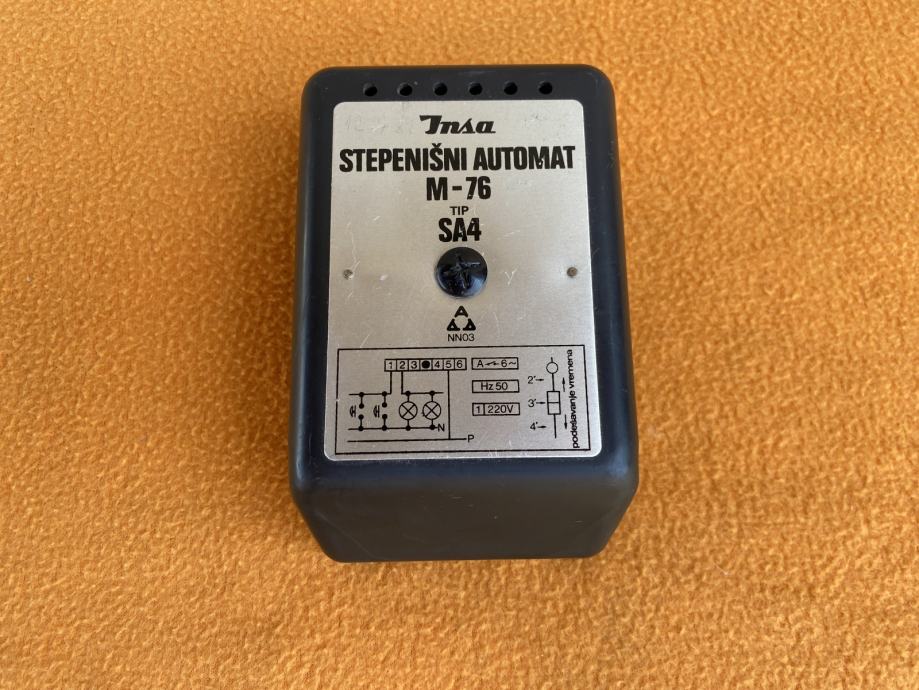 Insa
STEPENIŠNI AUTOMAT
M-76
TIP
SA4
NN03
1 2 3 4 5 6
A 6~
Hz 50
1 220V
2'
3'
4'
podešavanje vremena
N
P